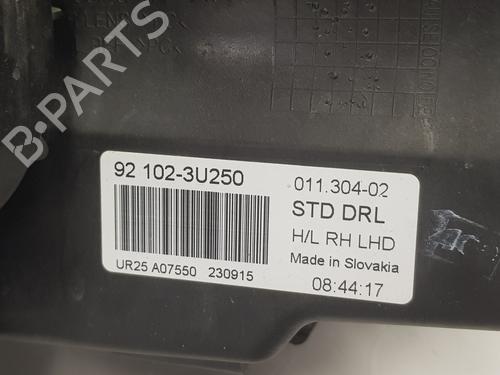 92 102-3U250
011.304-02
STD DRL
H/L RH LHD
Made in Slovakia
UR25 A07550 230915
08:44:17
B-PARTS